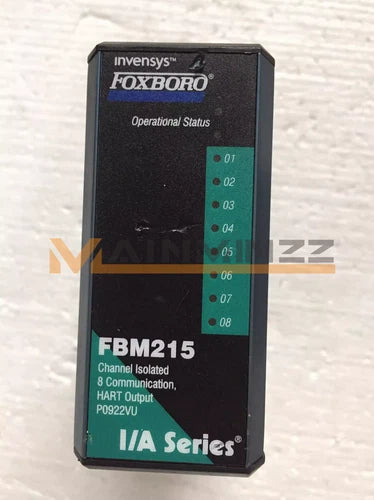 invensys™
FOXBORO®
Operational Status
01
02
03
04
05
06
07
08
FBM215
Channel Isolated
8 Communication,
HART Output
P0922VU
I/A Series®